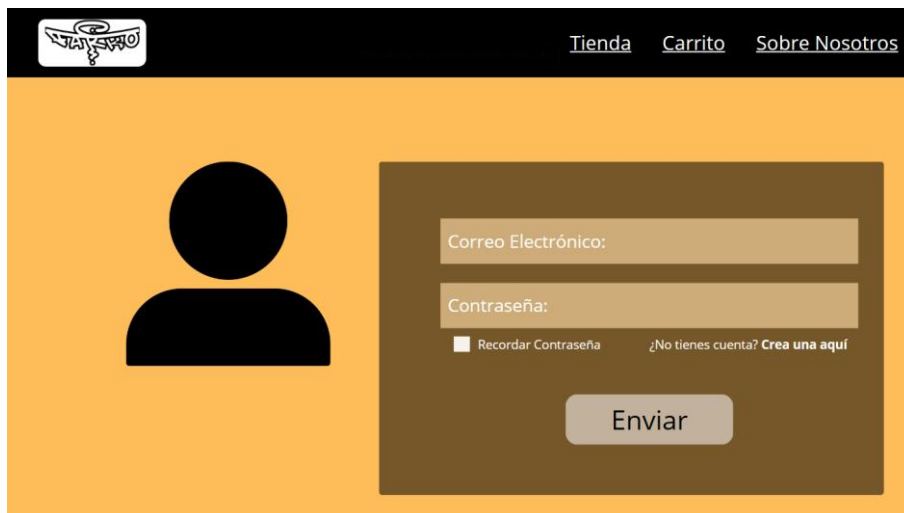 Tienda Carrito Sobre Nosotros
Correo Electrónico:
Contraseña:
Recordar Contraseña ¿No tienes cuenta? Crea una aquí
Enviar